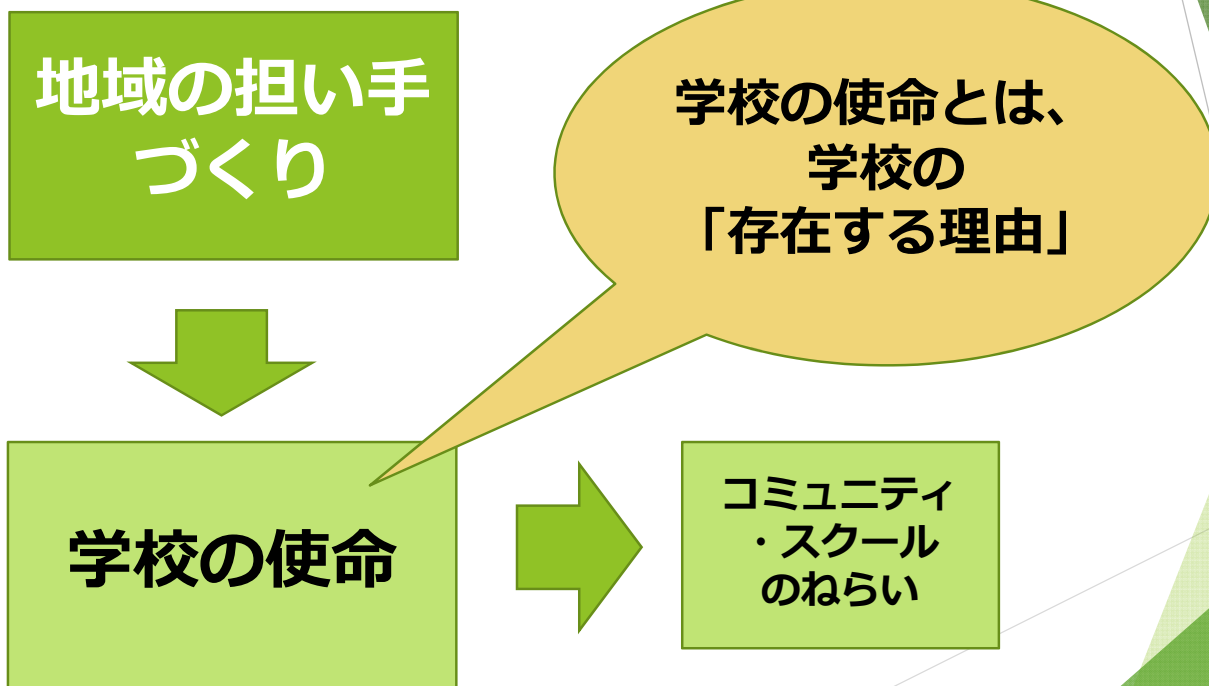 地域の担い手
づくり
学校の使命とは、
学校の
「存在する理由」
学校の使命
コミュニティ
・スクール
のねらい